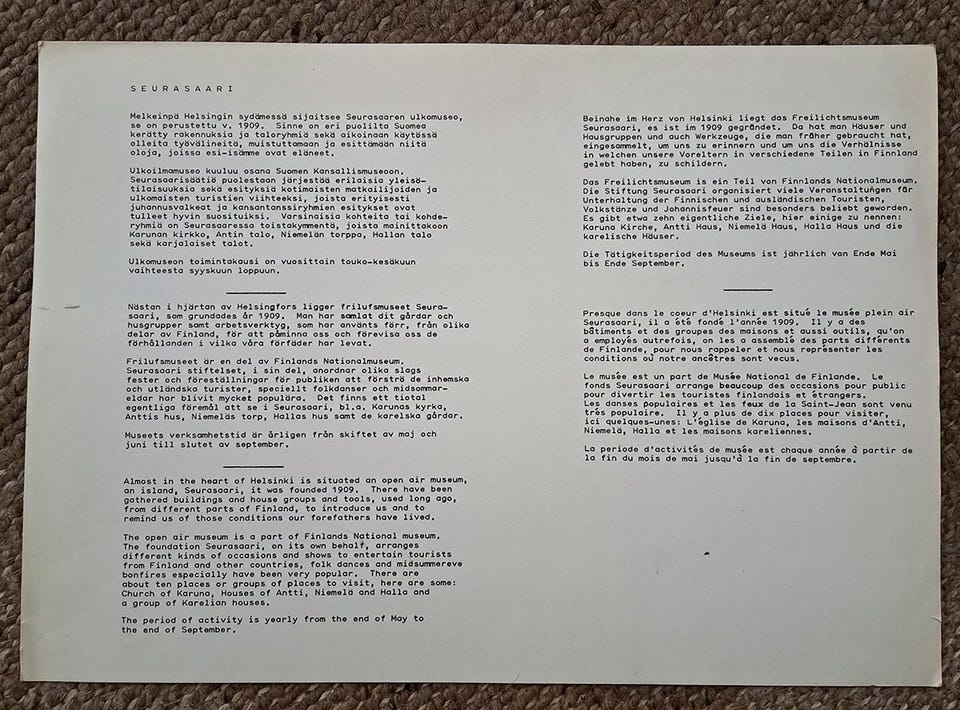 SEURASAARI
Melkeinpä Helsingin sydämessä sijaitsee Seurasaaren ulkomuseo,
se on perustettu v. 1909. Sinne on eri puolilta Suomea
kerätty rakennuksia ja taloryhmiä sekä aikoinaan käytössä
olleita työvälineitä, muistuttamaan ja esittämään niitä
oloja, joissa esi-isämme ovat eläneet.
Ulkoilmamuseo kuuluu osana Suomen Kansallismuseoon.
Seurasaarisäätiö puolestaan järjestää erilaisia yleisö-
tilaisuuksia sekä esityksiä kotimaisten matkailijoiden ja
ulkomaisten turistien viihteeksi, joista erityisesti
juhannusvalkeat ja kansantanssiryhmien esitykset ovat
tulleet hyvin suosituiksi. Varsinaisia kohteita tai kohde-
ryhmiä on Seurasaaressa toistakymmentä, joista mainittakoon
Karunan kirkko, Antin talo, Niemelän torppa, Hallan talo
sekä karjalaiset talot.
Ulkomuseon toimintakausi on vuosittain touko-kesäkuun
vaihteesta syyskuun loppuun.
Nästan i hjärtan av Helsingfors ligger frilufsmuseet Seura-
saari, som grundades år 1909. Man har samlat dit gårdar och
husgrupper samt arbetsverktyg, som har använts förr, från olika
delar av Finland, för att påminna oss och förevisa oss de
förhållanden i vilka våra förfäder har levat.
Frilufsmuseet är en del av Finlands Nationalmuseum.
Seurasaari stiftelset, i sin del, anordnar olika slags
fester och föreställningar för publiken att förströ de inhemska
och utländska turister, speciellt folkdanser och midsommar-
eldar har blivit mycket populära. Det finns ett tiotal
egentliga föremål att se i Seurasaari, bl.a. Karunas kyrka,
Anttis hus, Niemeläs torp, Hallas hus samt de karelska gårdar.
Museets verksamhetstid är årligen från skiftet av maj och
juni till slutet av september.
Almost in the heart of Helsinki is situated an open air museum,
an island, Seurasaari, it was founded 1909. There have been
gathered buildings and house groups and tools, used long ago,
from different parts of Finland, to introduce us and to
remind us of those conditions our forefathers have lived.
The open air museum is a part of Finlands National museum.
The foundation Seurasaari, on its own behalf, arranges
different kinds of occasions and shows to entertain tourists
from Finland and other countries, folk dances and midsummereve
bonfires especially have been very popular. There are
about ten places or groups of places to visit, here are some:
Church of Karuna, Houses of Antti, Niemelä and Halla and
a group of Karelian houses.
The period of activity is yearly from the end of May to
the end of September.
Beinahe im Herz von Helsinki liegt das Freilichtsmuseum
Seurasaari, es ist im 1909 gegründet. Da hat man Häuser und
Hausgruppen und auch Werkzeuge, die man früher gebraucht hat,
eingesammelt, um uns zu erinnern und um uns die Verhälnisse
in welchen unsere Voreltern in verschiedene Teilen in Finnland
gelebt haben, zu schildern.
Das Freilichtsmuseum is ein Teil von Finnlands Nationalmuseum.
Die Stiftung Seurasaari organisiert viele Veranstaltungen für
Unterhaltung der Finnischen und ausländischen Touristen,
Volkstänze und Johannisfeuer sind besonders beliebt geworden.
Es gibt etwa zehn eigentliche Ziele, hier einige zu nennen:
Karuna Kirche, Antti Haus, Niemelä Haus, Halla Haus und die
karelische Häuser.
Die Tätigkeitsperiod des Museums ist jährlich von Ende Mai
bis Ende September.
Presque dans le coeur d'Helsinki est situé le musée plein air
Seurasaari, il a été fondé l'année 1909. Il y a des
bâtiments et des groupes de maisons et aussi outils, qu'on
a employés autrefois, on les a assemblé des parts différents
de Finlande, pour nous rappeler et nous représenter les
conditions où notre ancêtres sont vecus.
Le musée est un part de Musée National de Finlande. Le
fonds Seurasaari arrange beaucoup des occasions pour public
pour divertir les touristes finlandais et étrangers.
Les danses populaires et les feux de la Saint-Jean sont venu
trés populaire. Il y a plus de dix places pour visiter,
ici quelques-unes: L'église de Karuna, les maisons d'Antti,
Niemelä, Halla et les maisons kareliennes.
La periode d'activités de musée est chaque année à partir de
la fin du mois de mai jusqu'à la fin de septembre.